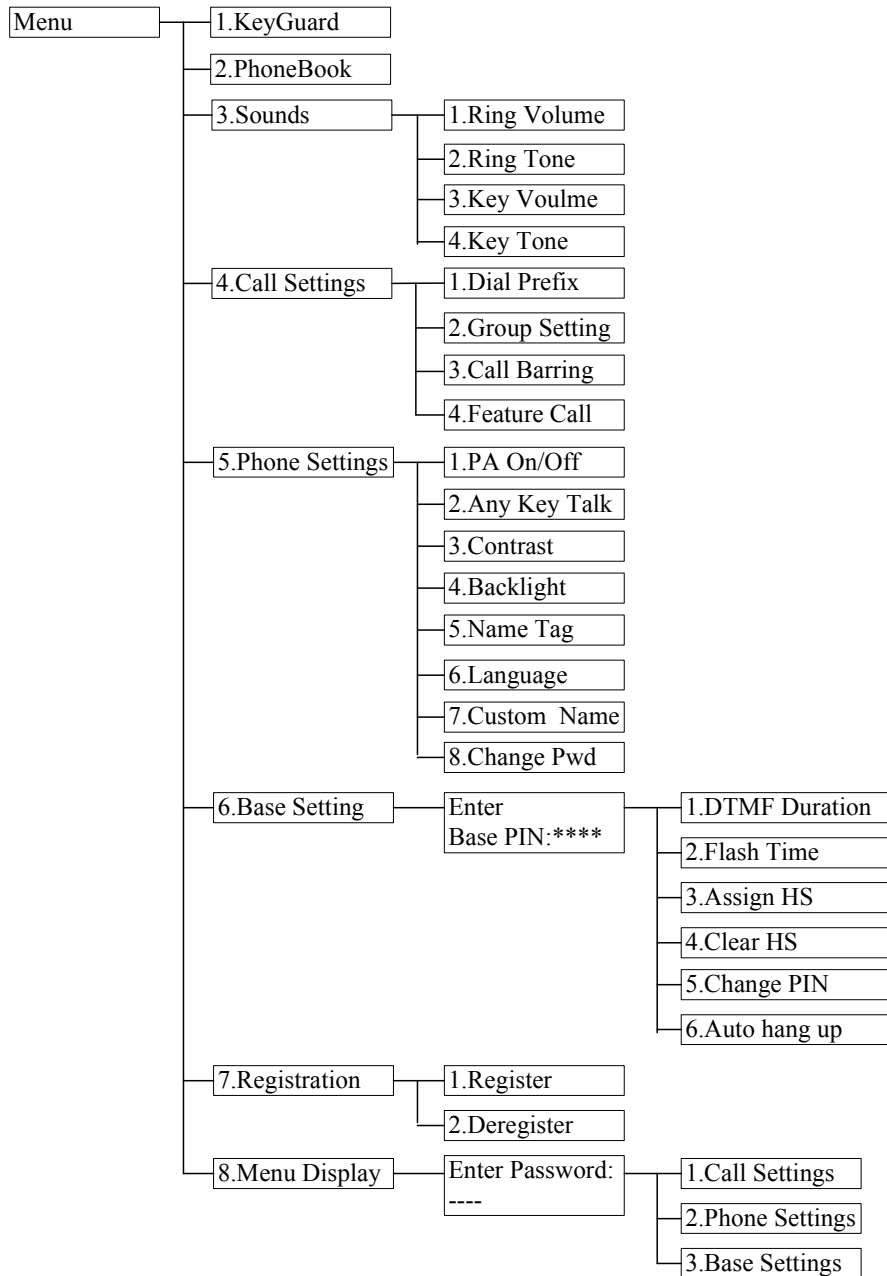 Menu
1.KeyGuard
2.PhoneBook
3.Sounds
1.Ring Volume
2.Ring Tone
3.Key Voulme
4.Key Tone
4.Call Settings
1.Dial Prefix
2.Group Setting
3.Call Barring
4.Feature Call
5.Phone Settings
1.PA On/Off
2.Any Key Talk
3.Contrast
4.Backlight
5.Name Tag
6.Language
7.Custom  Name
8.Change Pwd
6.Base Setting
Enter
Base PIN:****
1.DTMF Duration
2.Flash Time
3.Assign HS
4.Clear HS
5.Change PIN
6.Auto hang up
7.Registration
1.Register
2.Deregister
8.Menu Display
Enter Password:
----
1.Call Settings
2.Phone Settings
3.Base Settings